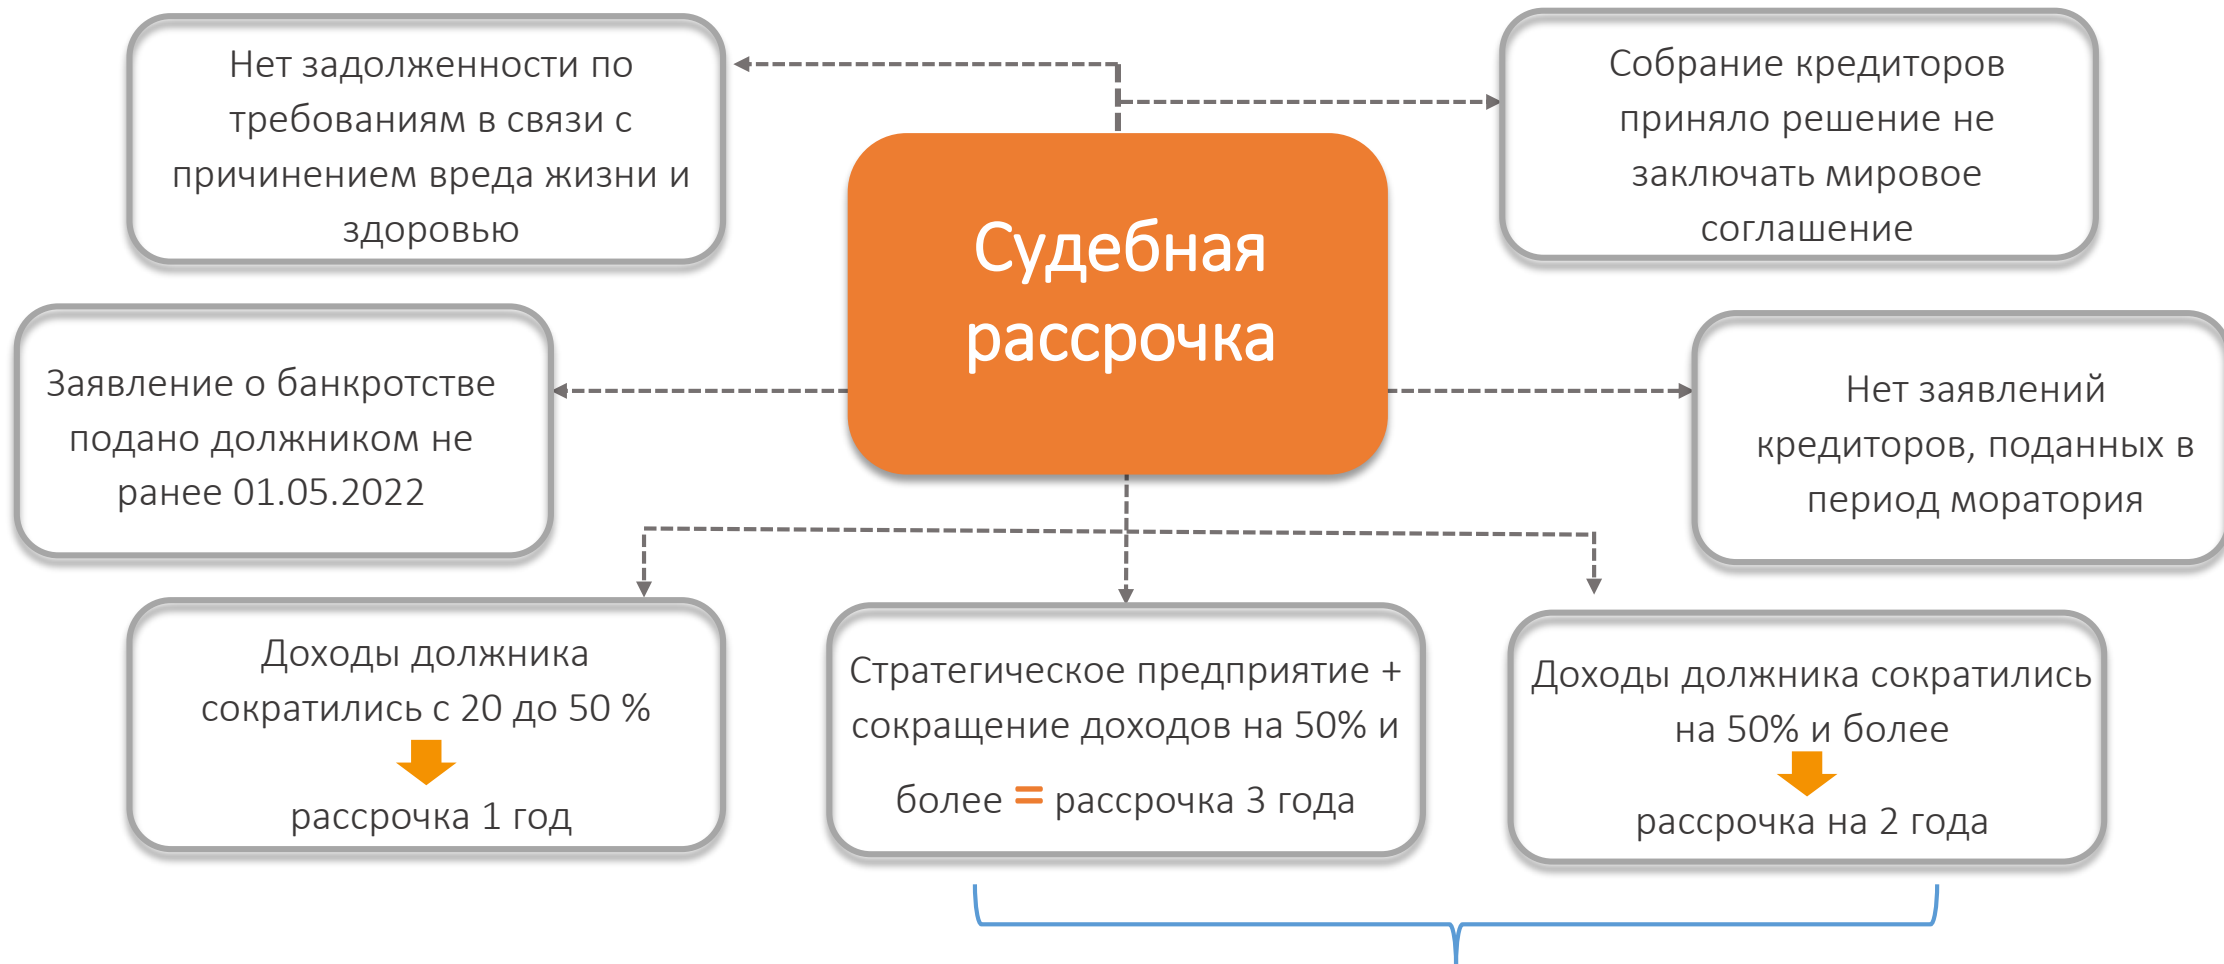 Нет задолженности по
требованиям в связи с
причинением вреда жизни и
здоровью
Собрание кредиторов
приняло решение не
заключать мировое
соглашение
Судебная
рассрочка
Заявление о банкротстве
подано должником не
ранее 01.05.2022
Нет заявлений
кредиторов, поданных в
период моратория
Доходы должника
сократились с 20 до 50 %
рассрочка 1 год
Стратегическое предприятие +
сокращение доходов на 50% и
более = рассрочка 3 года
Доходы должника сократились
на 50% и более
рассрочка на 2 года